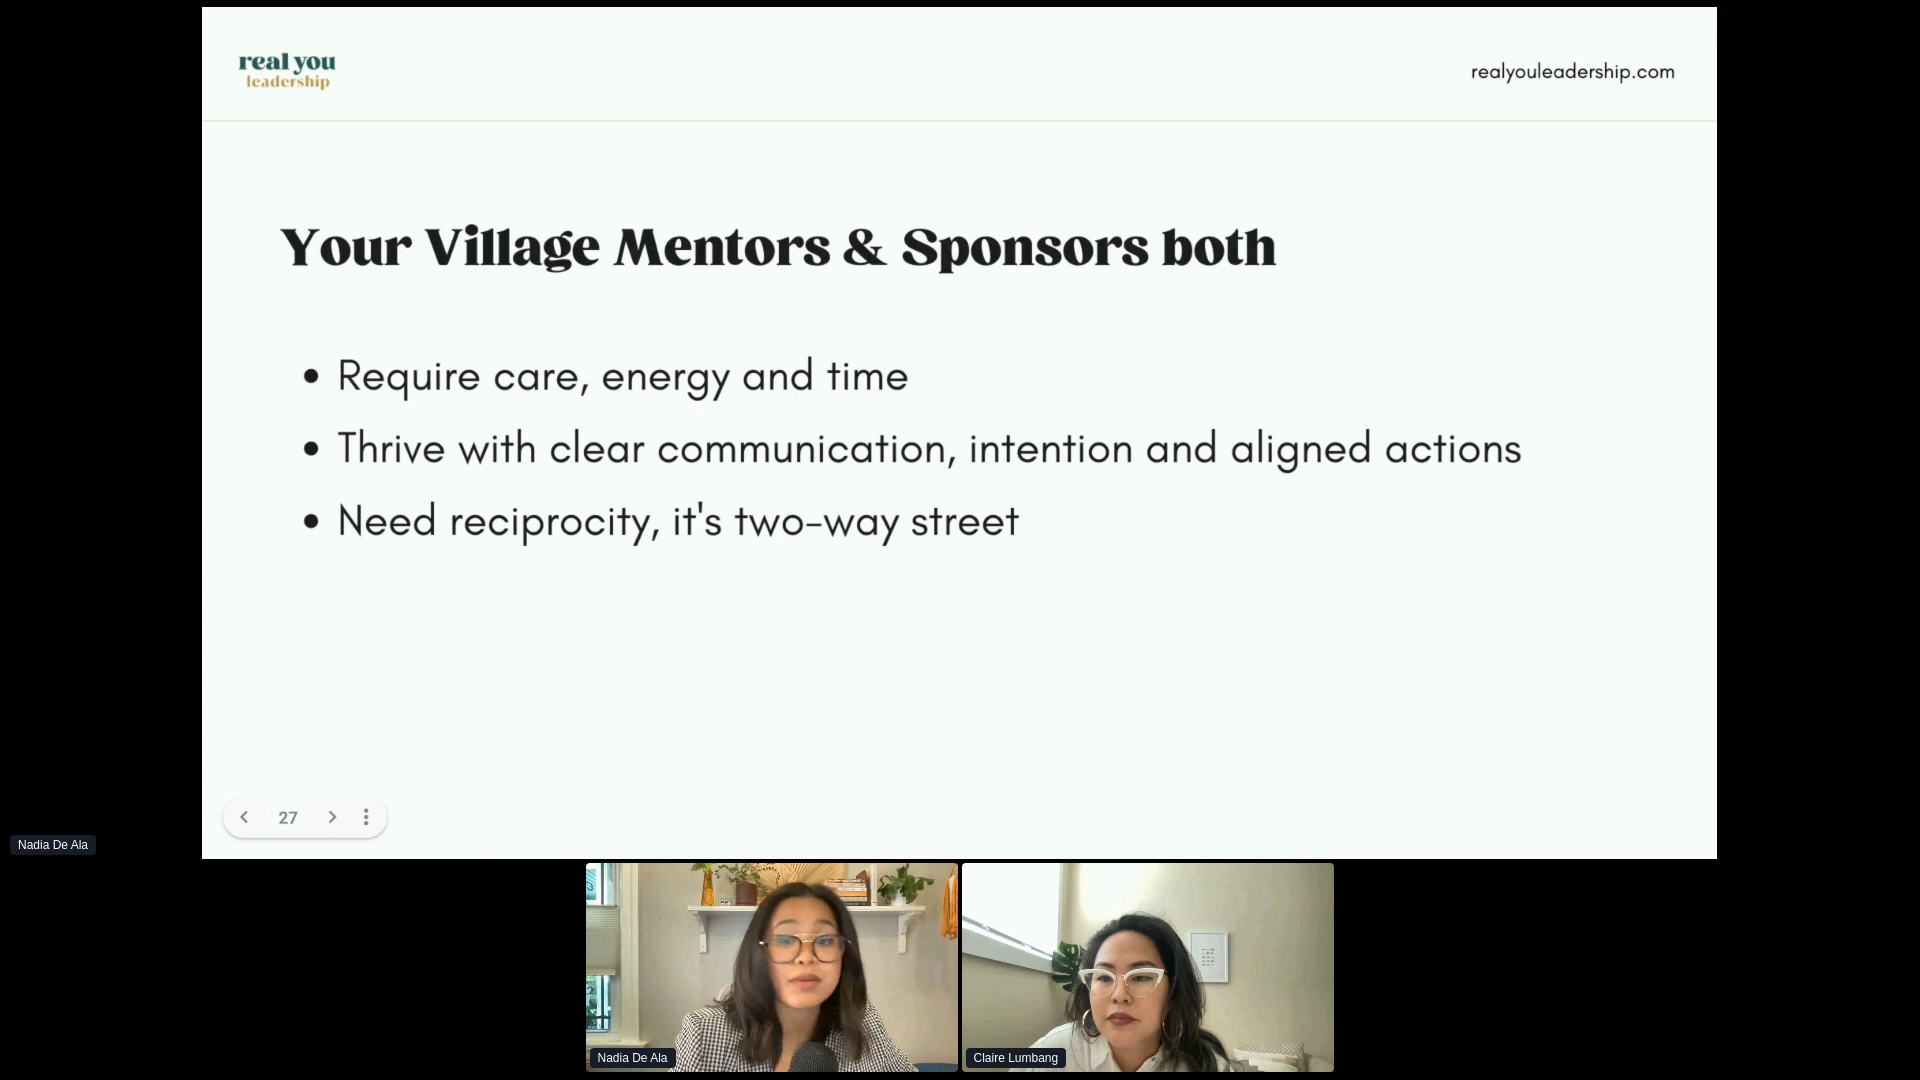 real you
leadership
realyouleadership.com
Your Village Mentors & Sponsors both
• Require care, energy and time
• Thrive with clear communication, intention and aligned actions
• Need reciprocity, it's two-way street
27
Nadia De Ala
Nadia De Ala
Claire Lumbang